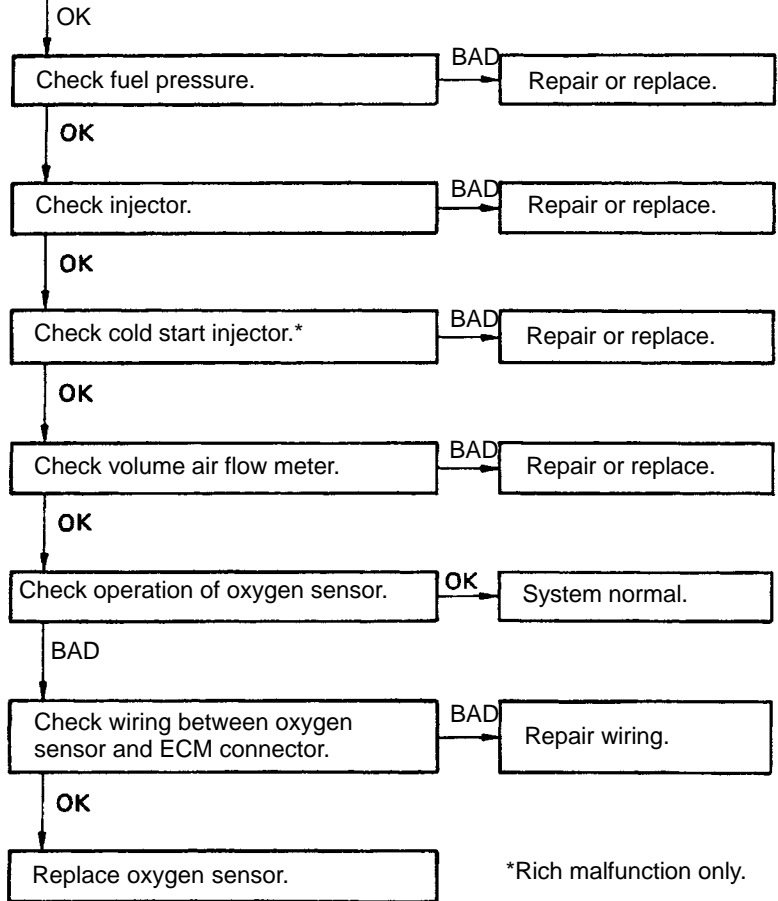 OK
Check fuel pressure.
BAD
Repair or replace.
OK
Check injector.
BAD
Repair or replace.
OK
Check cold start injector.*
BAD
Repair or replace.
OK
Check volume air flow meter.
BAD
Repair or replace.
OK
Check operation of oxygen sensor.
OK
System normal.
BAD
Check wiring between oxygen
sensor and ECM connector.
BAD
Repair wiring.
OK
Replace oxygen sensor.
*Rich malfunction only.